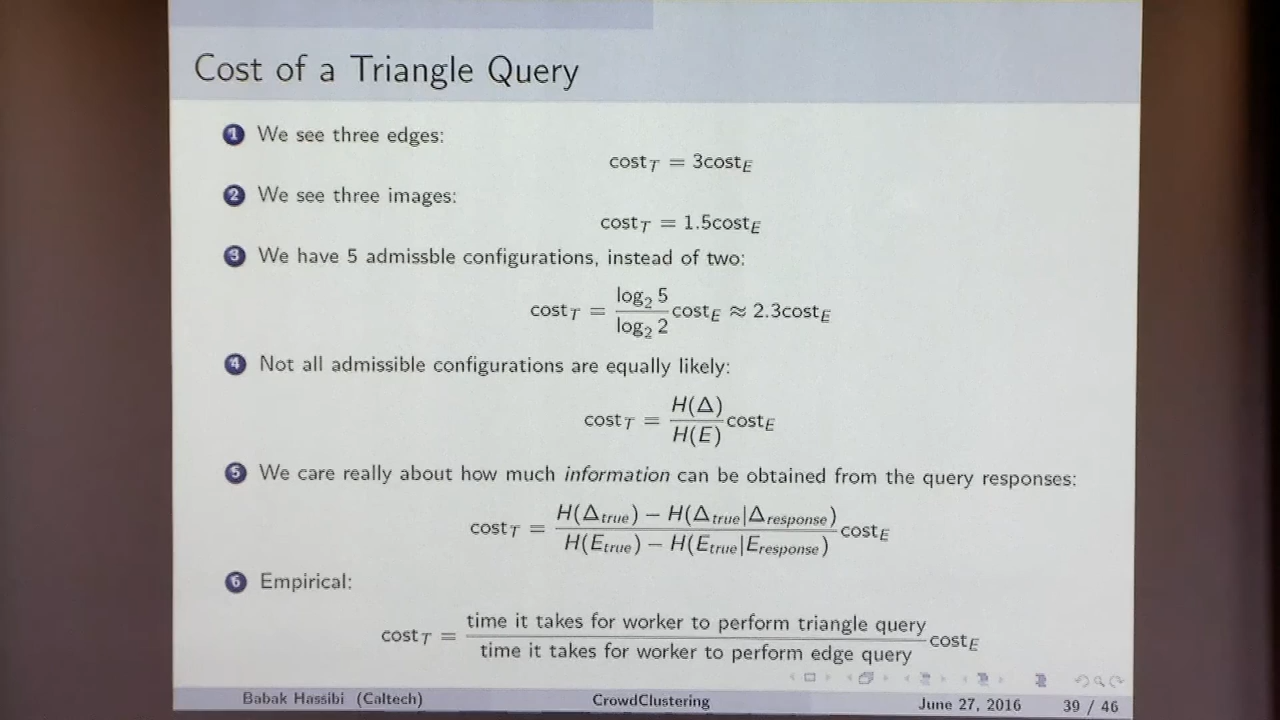 Cost of a Triangle Query
1 We see three edges:
cost_T = 3cost_E
2 We see three images:
cost_T = 1.5cost_E
3 We have 5 admissble configurations, instead of two:
cost_T = log₂ 5 / log₂ 2 cost_E ≈ 2.3cost_E
4 Not all admissible configurations are equally likely:
cost_T = H(Δ) / H(E) cost_E
5 We care really about how much information can be obtained from the query responses:
cost_T = H(Δ_true) − H(Δ_true|Δ_response) / H(E_true) − H(E_true|E_response) cost_E
6 Empirical:
cost_T = time it takes for worker to perform triangle query / time it takes for worker to perform edge query cost_E
Babak Hassibi (Caltech) CrowdClustering June 27, 2016 39 / 46